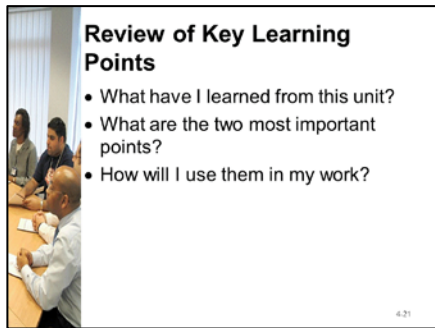 Review of Key Learning
Points
• What have I learned from this unit?
• What are the two most important
points?
• How will I use them in my work?
4-21